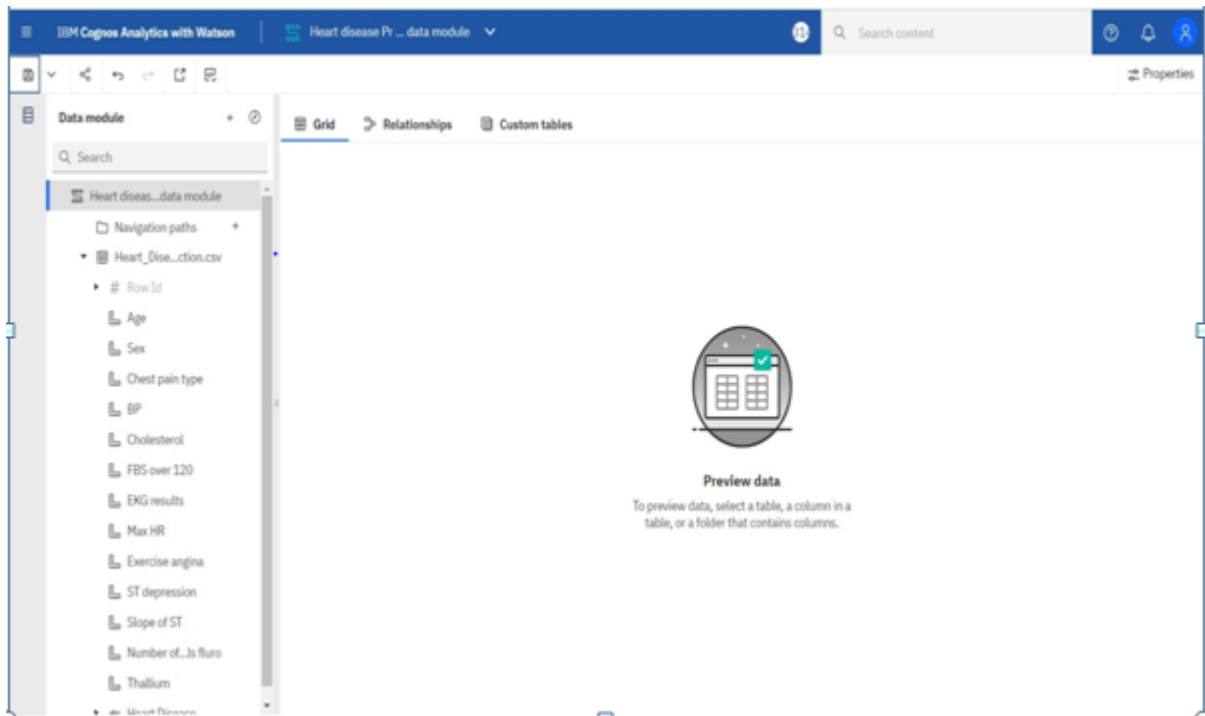 IBM Cognos Analytics with Watson
Heart disease Pr ... data module
Search content
Properties
Data module
Grid
Relationships
Custom tables
Search
Heart diseas...data module
Navigation paths
Heart_Dise...ction.csv
# Row Id
Age
Sex
Chest pain type
BP
Cholesterol
FBS over 120
EKG results
Max HR
Exercise angina
ST depression
Slope of ST
Number of...ls fluro
Thallium
Heart Disease
Preview data
To preview data, select a table, a column in a
table, or a folder that contains columns.